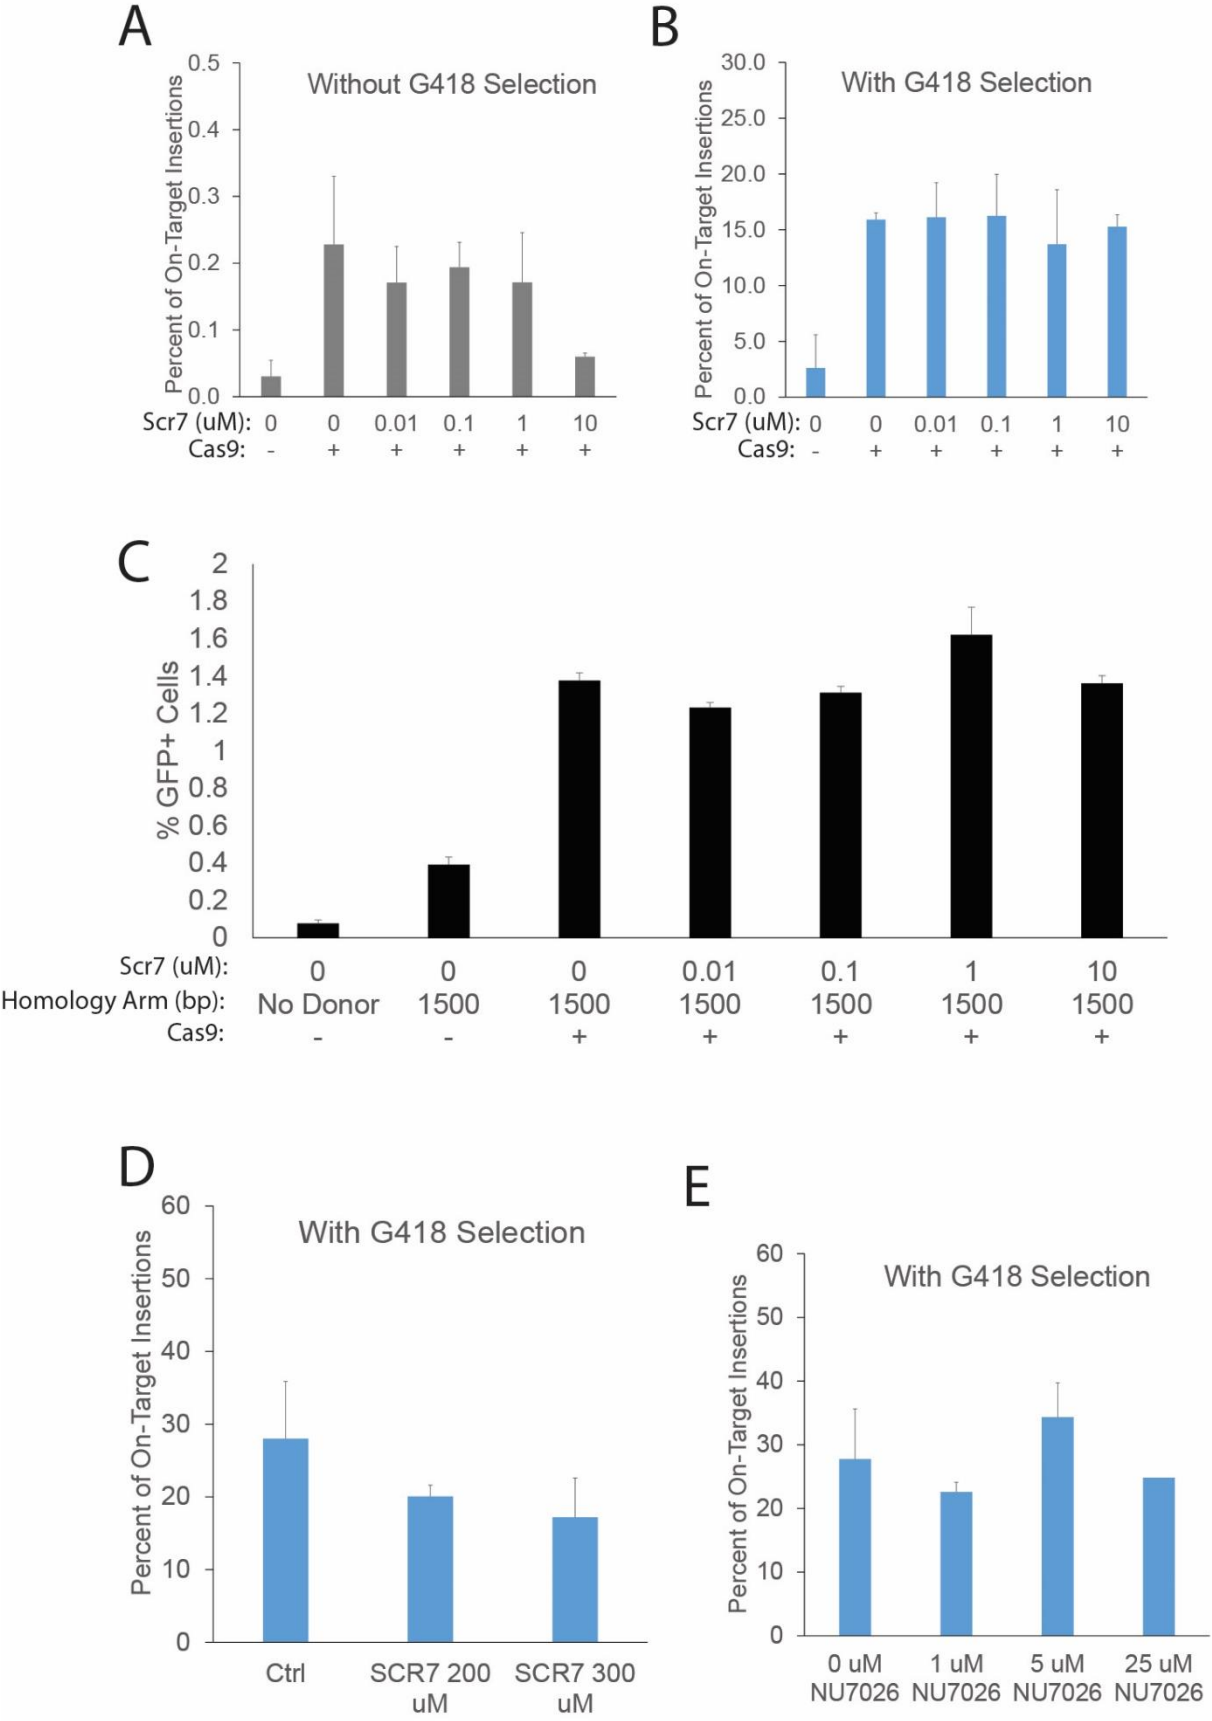 A
Without G418 Selection
Percent of On-Target Insertions
0.5
0.4
0.3
0.2
0.1
0.0
Scr7 (uM): 0 0 0.01 0.1 1 10
Cas9: - + + + + +
B
With G418 Selection
Percent of On-Target Insertions
30.0
25.0
20.0
15.0
10.0
5.0
0.0
Scr7 (uM): 0 0 0.01 0.1 1 10
Cas9: - + + + + +
C
% GFP+ Cells
2
1.8
1.6
1.4
1.2
1
0.8
0.6
0.4
0.2
0
Scr7 (uM): 0 0 0 0.01 0.1 1 10
Homology Arm (bp): No Donor 1500 1500 1500 1500 1500 1500
Cas9: - - + + + + +
D
With G418 Selection
Percent of On-Target Insertions
60
50
40
30
20
10
0
Ctrl SCR7 200 SCR7 300
uM uM
E
With G418 Selection
Percent of On-Target Insertions
60
50
40
30
20
10
0
0 uM 1 uM 5 uM 25 uM
NU7026 NU7026 NU7026 NU7026